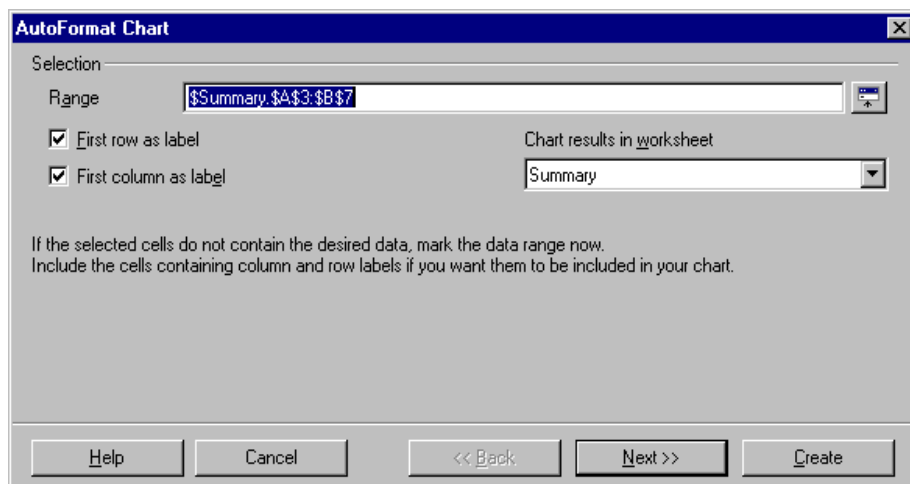 AutoFormat Chart
Selection
Range $Summary.$A$3:$B$7
First row as label Chart results in worksheet
First column as label Summary
If the selected cells do not contain the desired data, mark the data range now.
Include the cells containing column and row labels if you want them to be included in your chart.
Help Cancel << Back Next >> Create